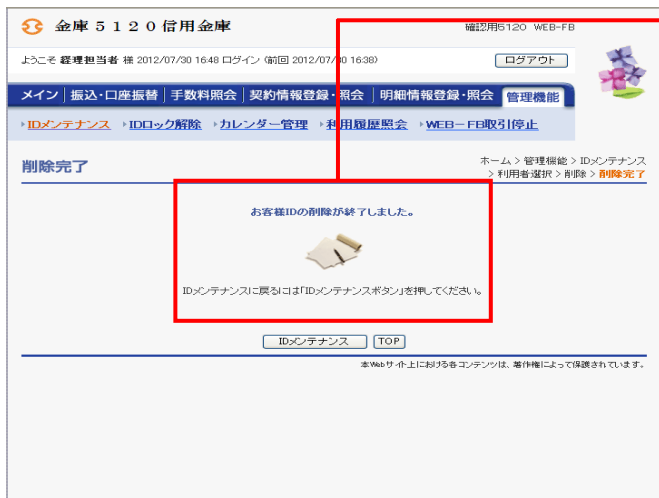 金庫５１２０信用金庫
確認用5120 WEB-FB
ようこそ 経理担当者 様 2012/07/30 16:48 ログイン (前回 2012/07/30 16:38)
ログアウト
メイン 振込・口座振替 手数料照会 契約情報登録・照会 明細情報登録・照会 管理機能
IDメンテナンス IDロック解除 カレンダー管理 利用履歴照会 WEB－FB取引停止
削除完了
ホーム > 管理機能 > IDメンテナンス
> 利用者選択 > 削除 > 削除完了
お客様IDの削除が終了しました。
IDメンテナンスに戻るには「IDメンテナンスボタン」を押してください。
IDメンテナンス TOP
本Webサイト上における各コンテンツは、著作権によって保護されています。